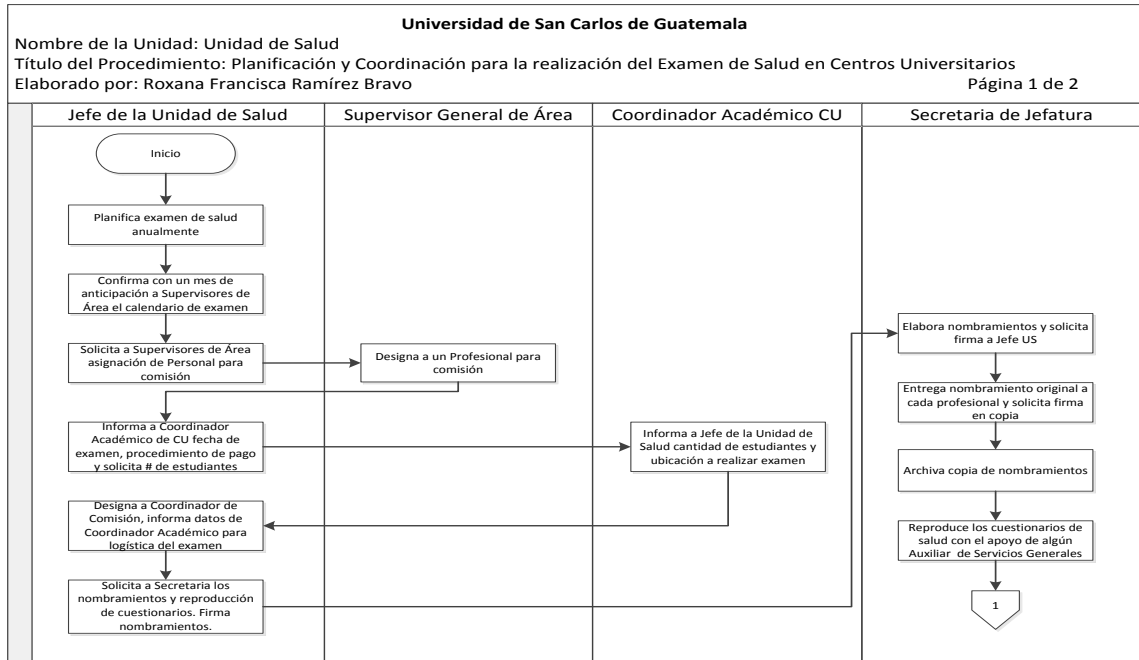 Universidad de San Carlos de Guatemala
Nombre de la Unidad: Unidad de Salud
Título del Procedimiento: Planificación y Coordinación para la realización del Examen de Salud en Centros Universitarios
Elaborado por: Roxana Francisca Ramírez Bravo
Página 1 de 2
Jefe de la Unidad de Salud
Supervisor General de Área
Coordinador Académico CU
Secretaria de Jefatura
Inicio
Planifica examen de salud
anualmente
Confirma con un mes de
anticipación a Supervisores de
Área el calendario de examen
Solicita a Supervisores de Área
asignación de Personal para
comisión
Designa a un Profesional para
comisión
Informa a Coordinador
Académico de CU fecha de
examen, procedimiento de pago
y solicita # de estudiantes
Informa a Jefe de la Unidad de
Salud cantidad de estudiantes y
ubicación a realizar examen
Designa a Coordinador de
Comisión, informa datos de
Coordinador Académico para
logística del examen
Solicita a Secretaria los
nombramientos y reproducción
de cuestionarios. Firma
nombramientos.
Elabora nombramientos y solicita
firma a Jefe US
Entrega nombramiento original a
cada profesional y solicita firma
en copia
Archiva copia de nombramientos
Reproduce los cuestionarios de
salud con el apoyo de algún
Auxiliar de Servicios Generales
1